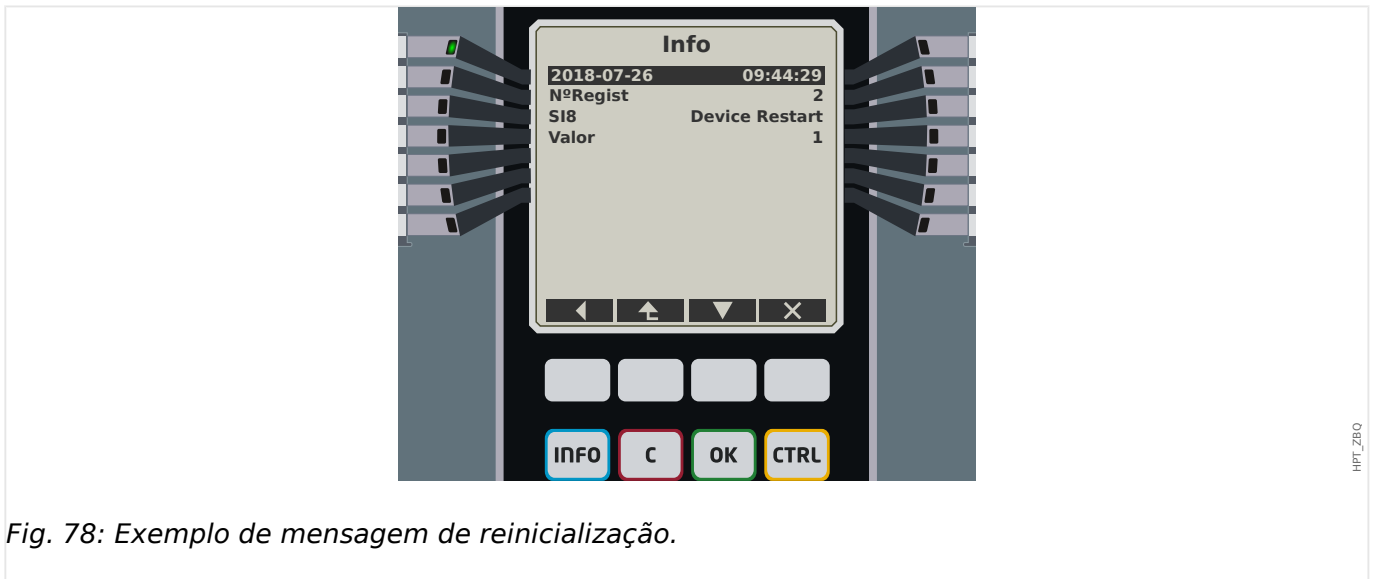 Info
2018-07-26 09:44:29
NºRegist 2
SI8 Device Restart
Valor 1
INFO C OK CTRL
HPT_ZBQ
Fig. 78: Exemplo de mensagem de reinicialização.